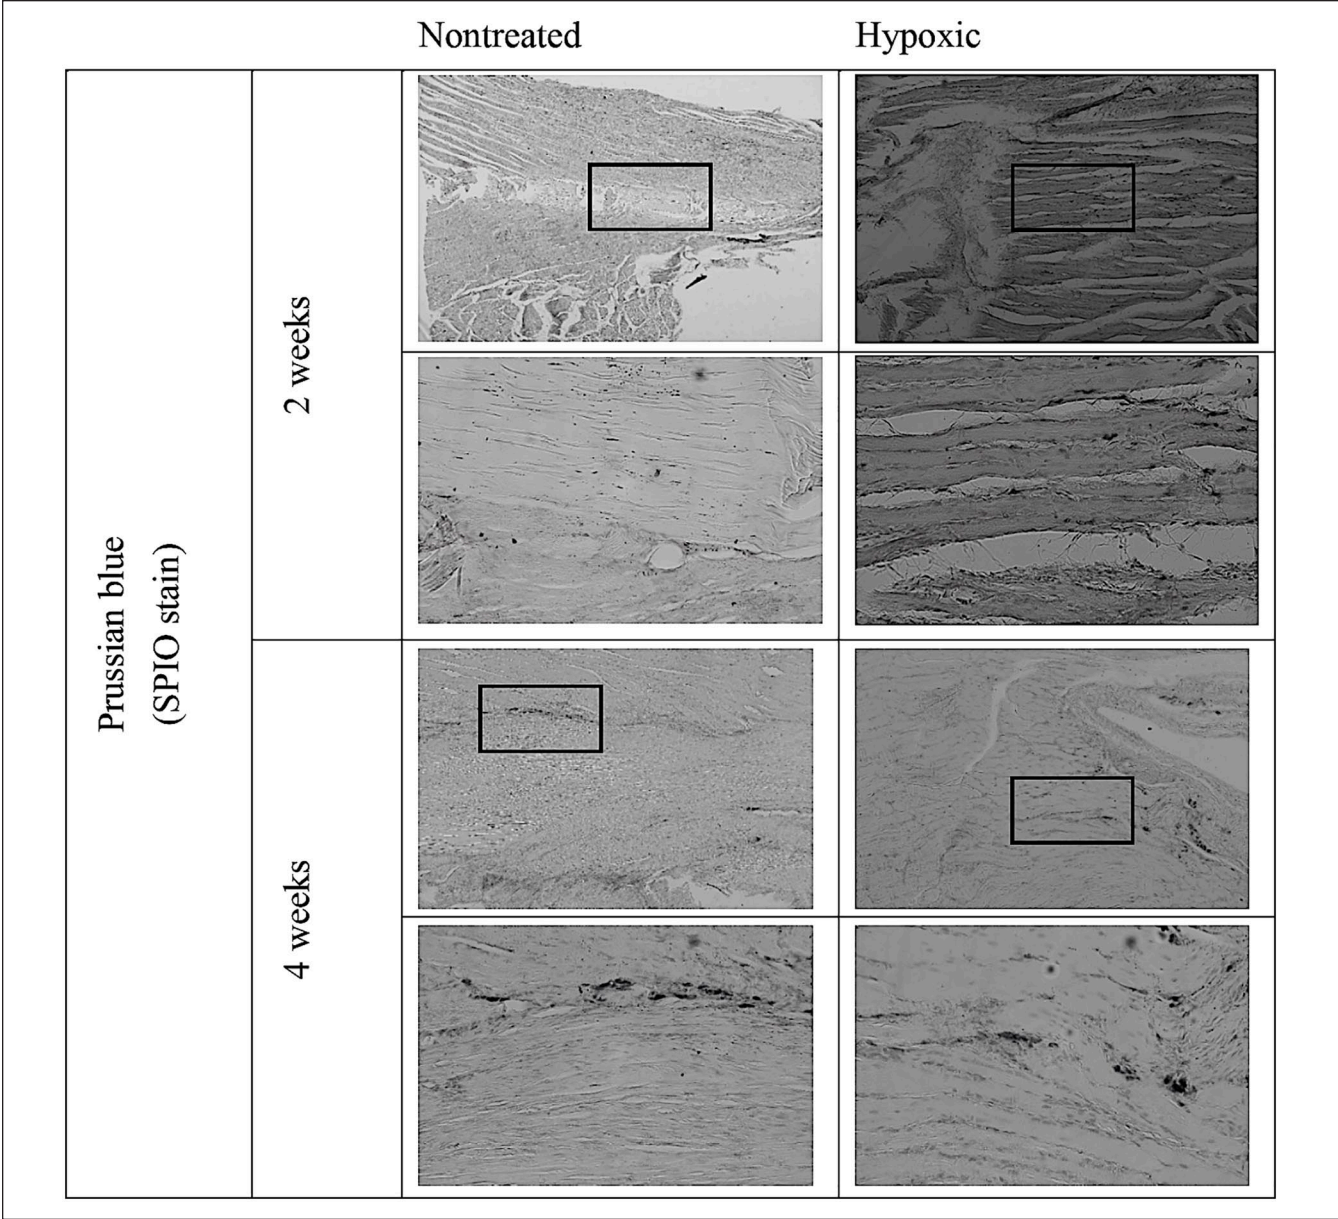 Nontreated
Hypoxic
Prussian blue
(SPIO stain)
2 weeks
4 weeks